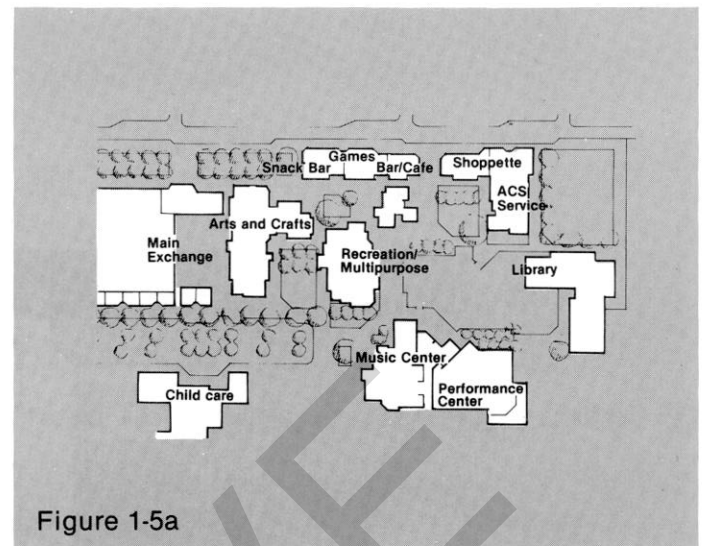 Games
Snack Bar
Bar/Cafe
Shoppette
ACS
Service
Arts and Crafts
Main
Exchange
Recreation/
Multipurpose
Library
Music Center
Child care
Performance
Center
Figure 1-5a